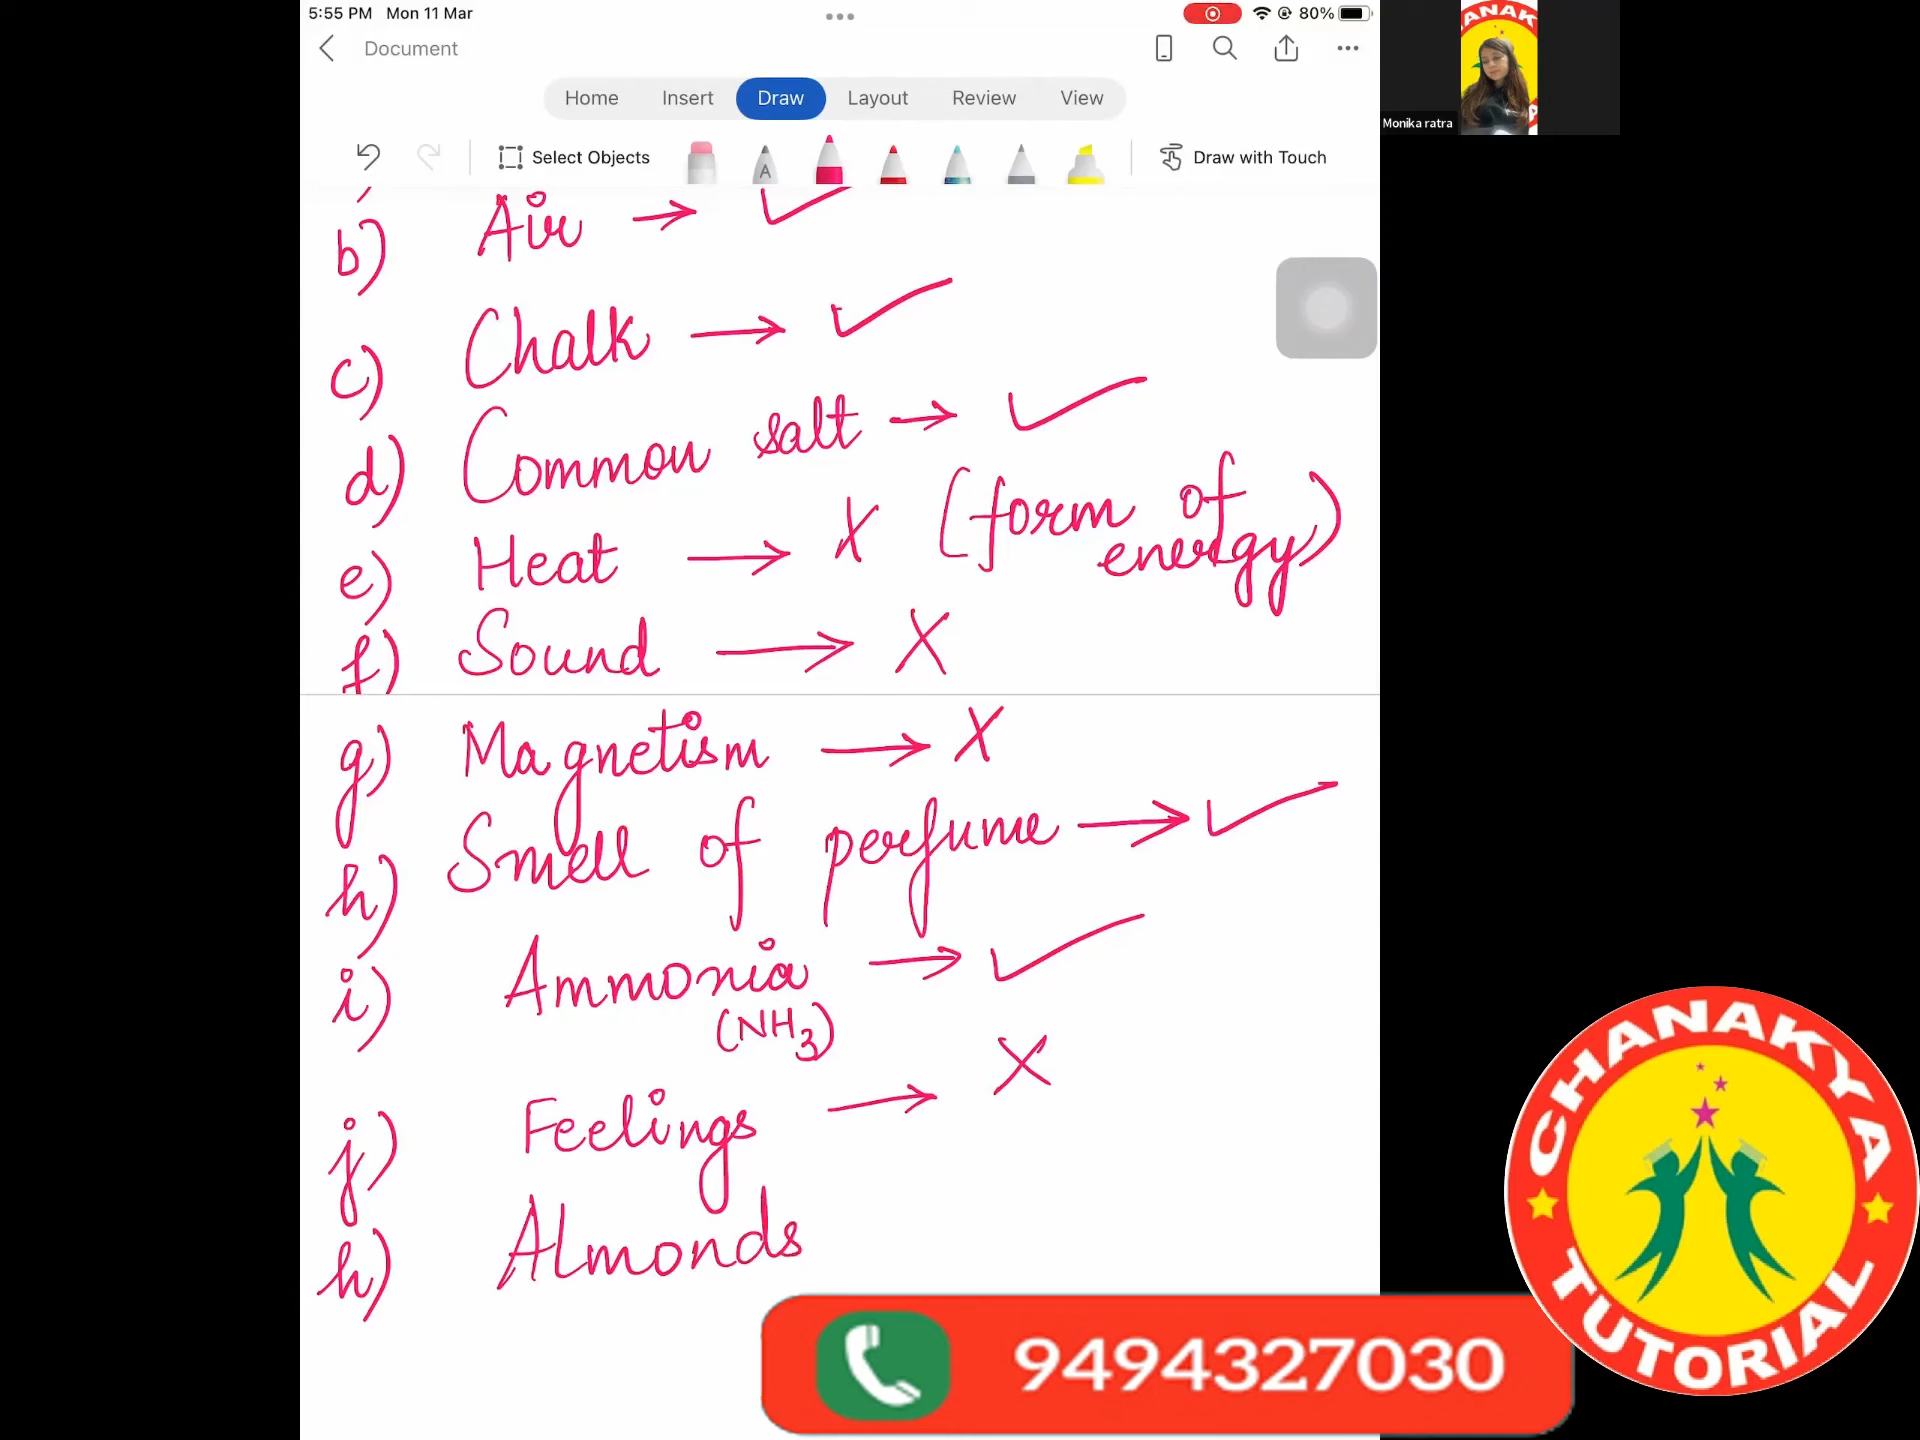 5:55 PM Mon 11 Mar
80%
Document
Home Insert Draw Layout Review View
Select Objects
A
Draw with Touch
b) Air → ✓
c) Chalk → ✓
d) Common salt → ✓
e) Heat → X (form of
energy)
f) Sound → X
g) Magnetism → X
h) Smell of perfume → ✓
i) Ammonia → ✓
(NH3)
j) Feelings → X
h) Almonds
Monika ratra
CHANAK
CHANAKYA
TUTORIAL
9494327030